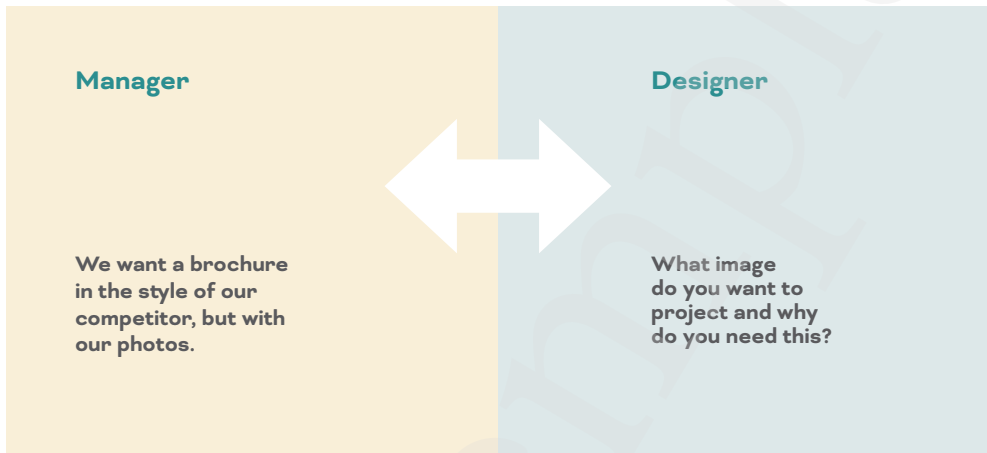 Manager
We want a brochure
in the style of our
competitor, but with
our photos.
Designer
What image
do you want to
project and why
do you need this?